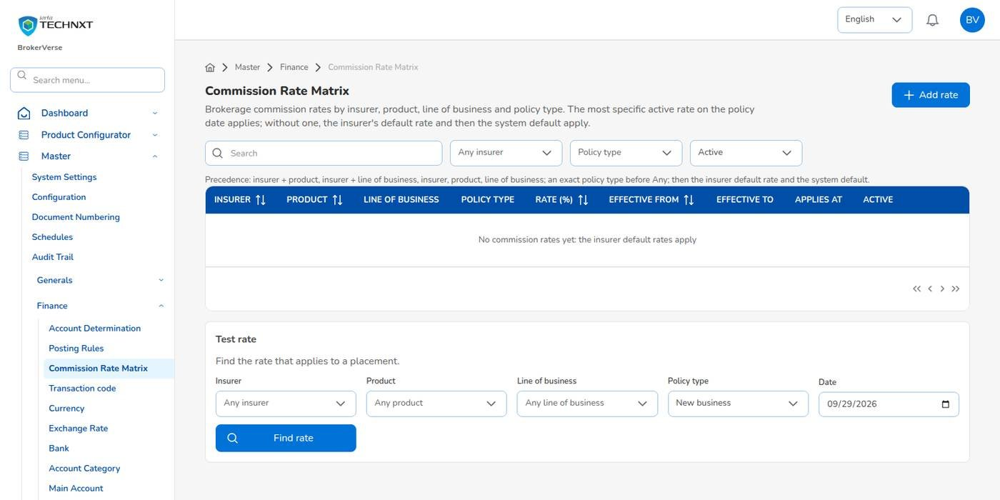 iorta
TECHNXT
BrokerVerse
Search menu...
Dashboard
Product Configurator
Master
System Settings
Configuration
Document Numbering
Schedules
Audit Trail
Generals
Finance
Account Determination
Posting Rules
Commission Rate Matrix
Transaction code
Currency
Exchange Rate
Bank
Account Category
Main Account
English
BV
Master
Finance
Commission Rate Matrix
Commission Rate Matrix
Add rate
Brokerage commission rates by insurer, product, line of business and policy type. The most specific active rate on the policy
date applies; without one, the insurer's default rate and then the system default apply.
Search
Any insurer
Policy type
Active
Precedence: insurer + product, insurer + line of business, insurer, product, line of business; an exact policy type before Any; then the insurer default rate and the system default.
INSURER PRODUCT LINE OF BUSINESS POLICY TYPE RATE (%) EFFECTIVE FROM EFFECTIVE TO APPLIES AT ACTIVE
No commission rates yet: the insurer default rates apply
Test rate
Find the rate that applies to a placement.
Insurer Product Line of business Policy type Date
Any insurer Any product Any line of business New business 09/29/2026
Find rate